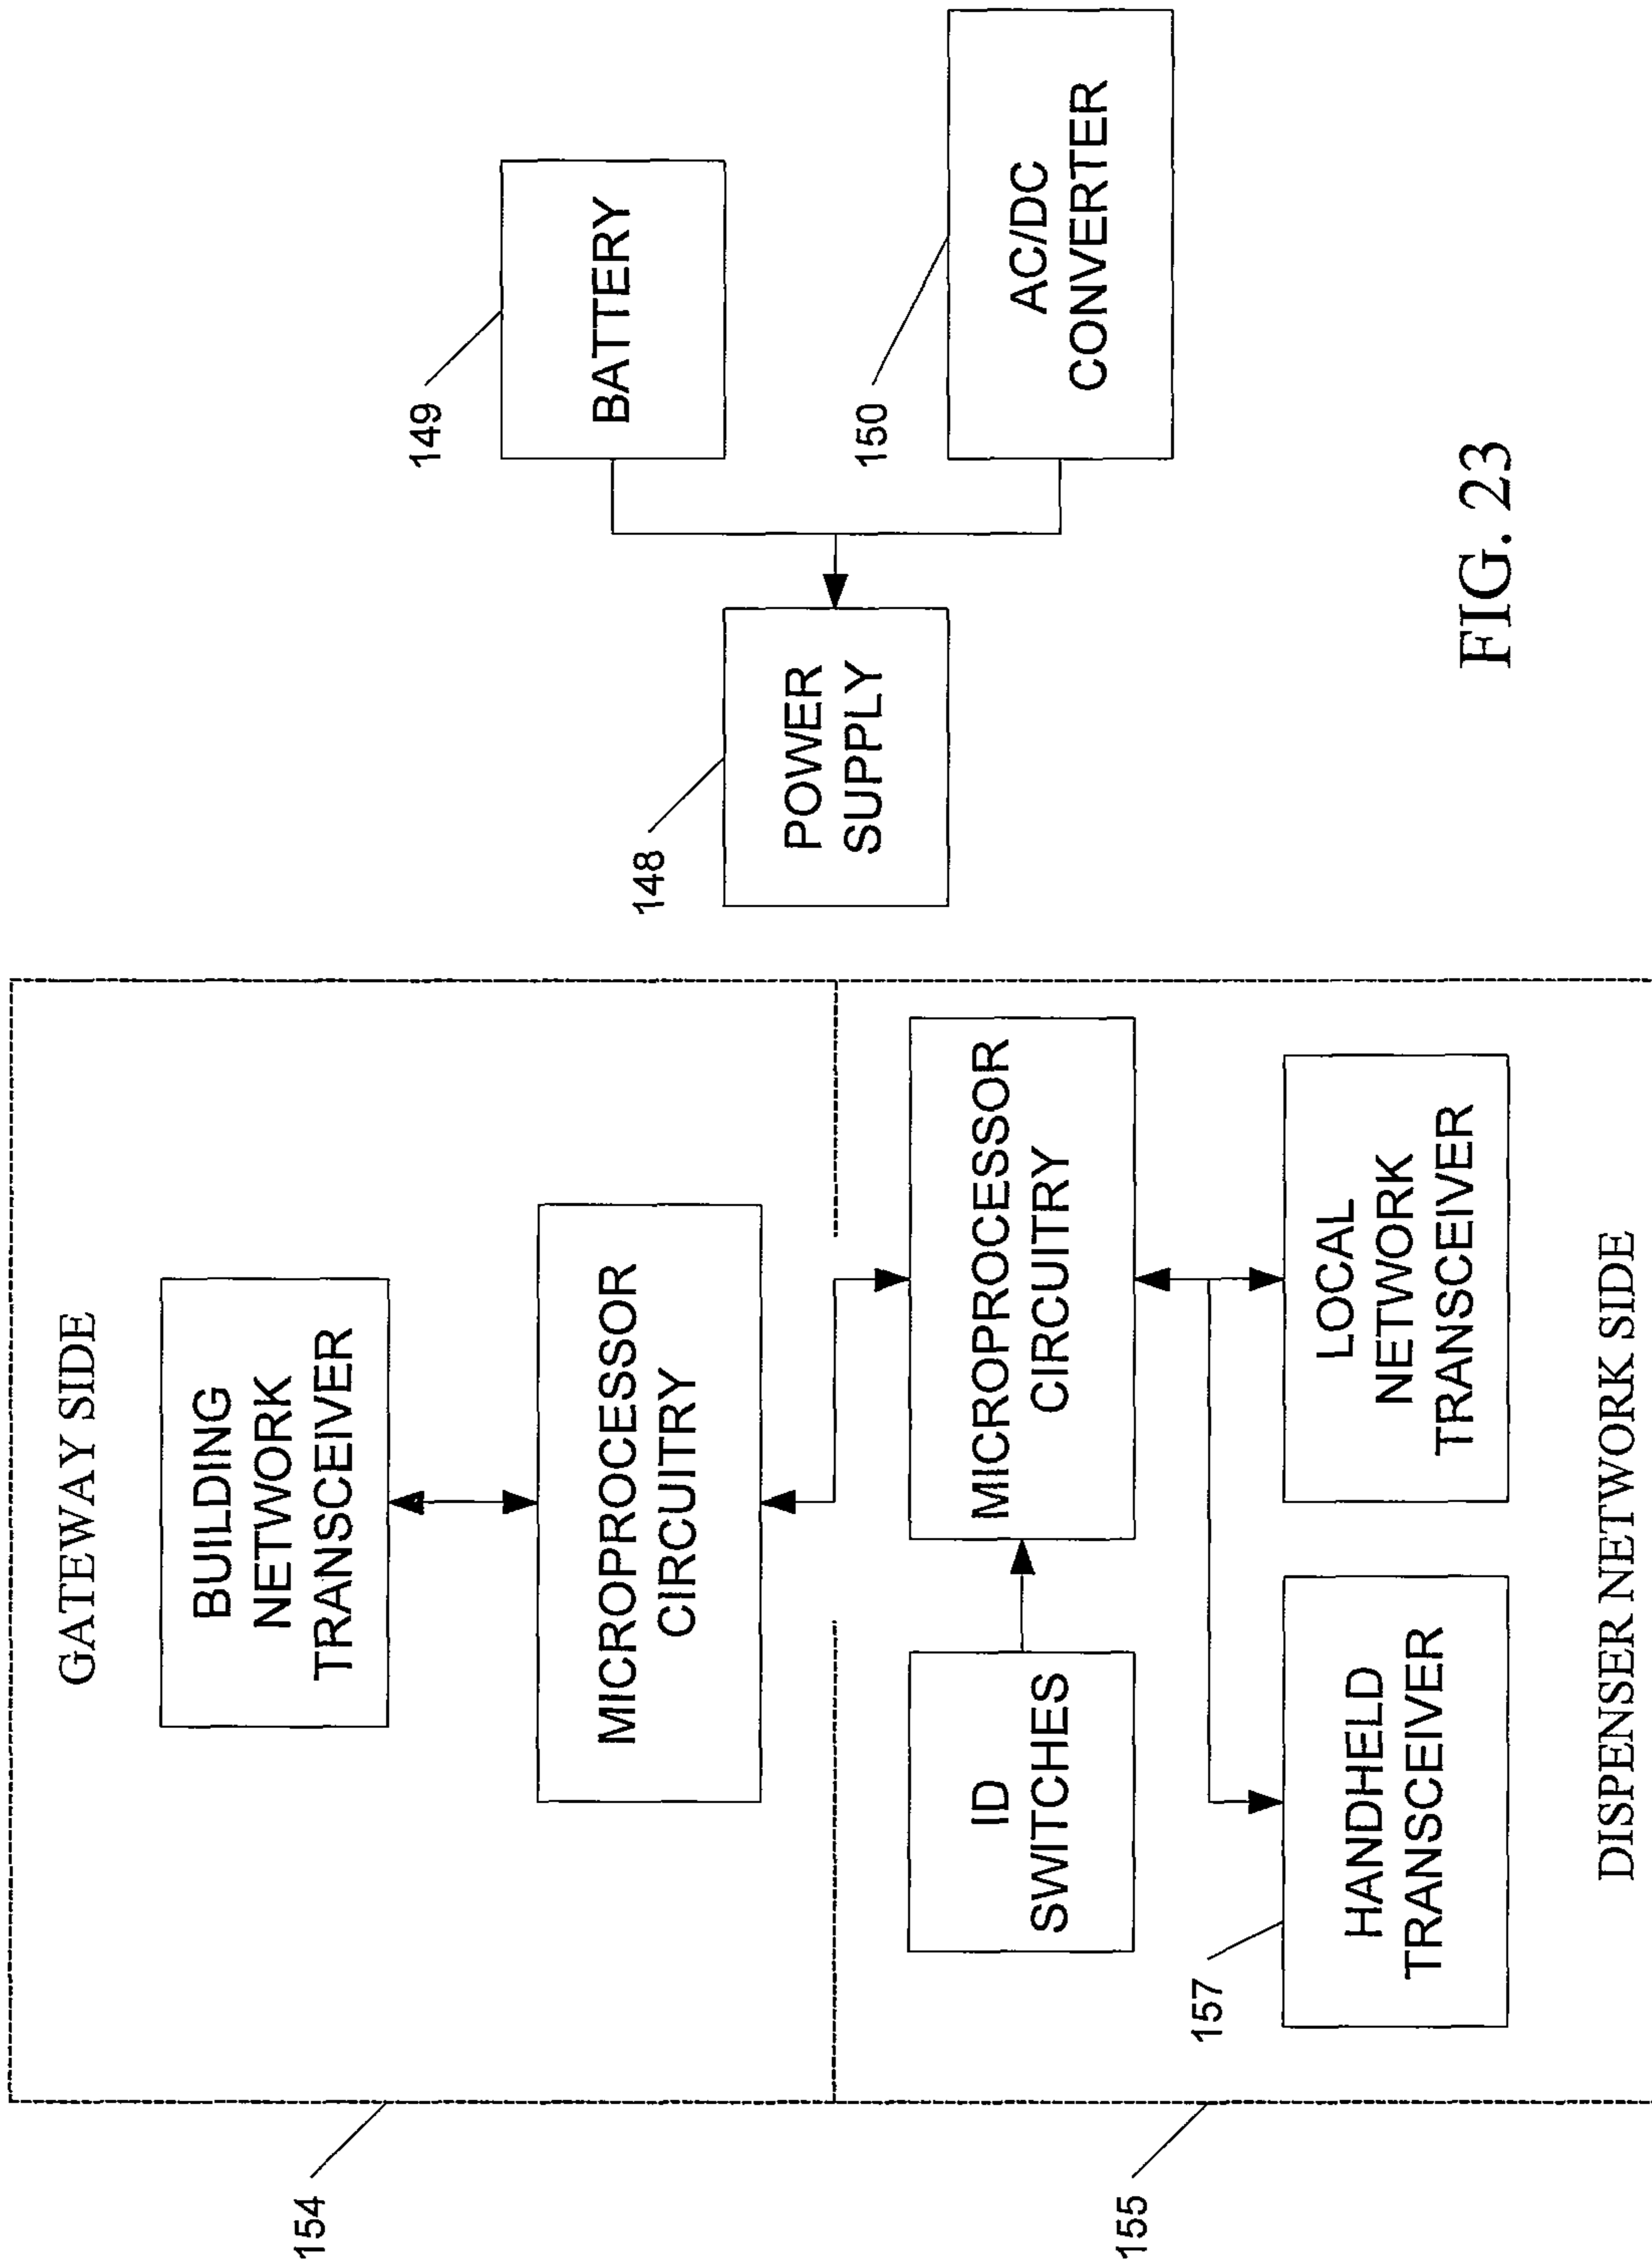 GATEWAY SIDE
154
BUILDING
NETWORK
TRANSCEIVER
MICROPROCESSOR
CIRCUITRY
155
ID
SWITCHES
MICROPROCESSOR
CIRCUITRY
157
HANDHELD
TRANSCEIVER
LOCAL
NETWORK
TRANSCEIVER
DISPENSER NETWORK SIDE
148
POWER
SUPPLY
149
BATTERY
150
AC/DC
CONVERTER
FIG. 23